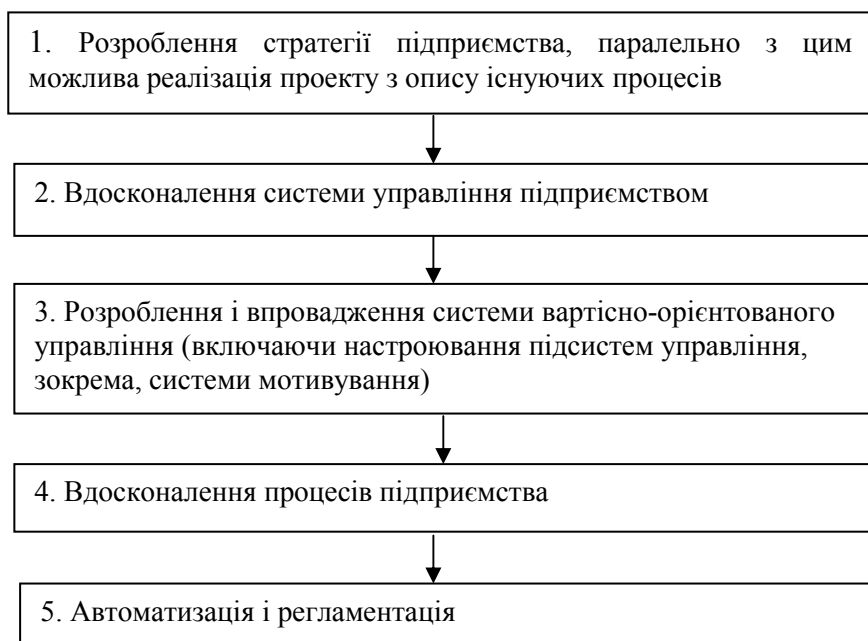 1. Розроблення стратегії підприємства, паралельно з цим
можлива реалізація проекту з опису існуючих процесів
2. Вдосконалення системи управління підприємством
3. Розроблення і впровадження системи вартісно-орієнтованого
управління (включаючи настроювання підсистем управління,
зокрема, системи мотивування)
4. Вдосконалення процесів підприємства
5. Автоматизація і регламентація